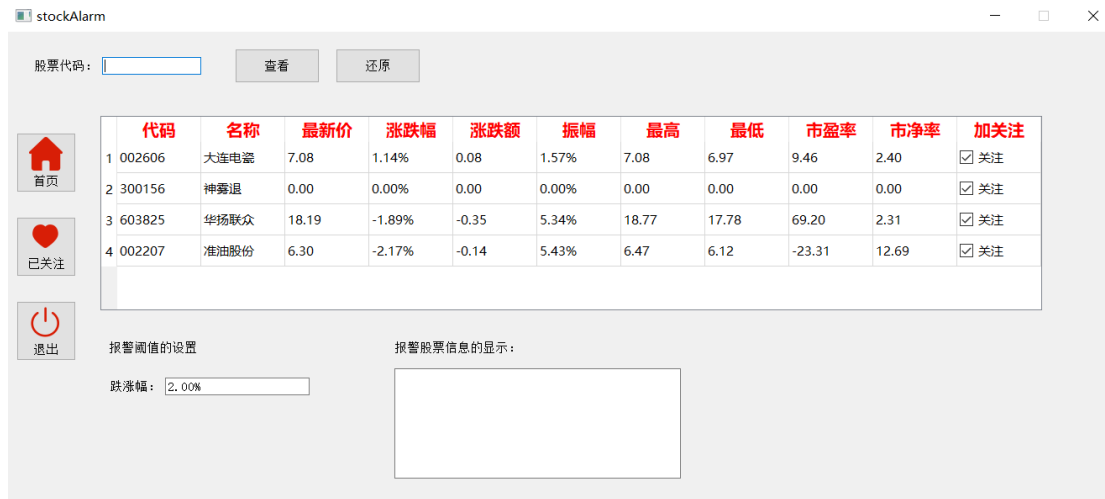 stockAlarm
股票代码: 查看 还原
代码 名称 最新价 涨跌幅 涨跌额 振幅 最高 最低 市盈率 市净率 加关注
1 002606 大连电瓷 7.08 1.14% 0.08 1.57% 7.08 6.97 9.46 2.40 关注
2 300156 神雾退 0.00 0.00% 0.00 0.00% 0.00 0.00 0.00 0.00 关注
3 603825 华扬联众 18.19 -1.89% -0.35 5.34% 18.77 17.78 69.20 2.31 关注
4 002207 准油股份 6.30 -2.17% -0.14 5.43% 6.47 6.12 -23.31 12.69 关注
首页
已关注
退出
报警阈值的设置 报警股票信息的显示:
跌涨幅: 2.00%